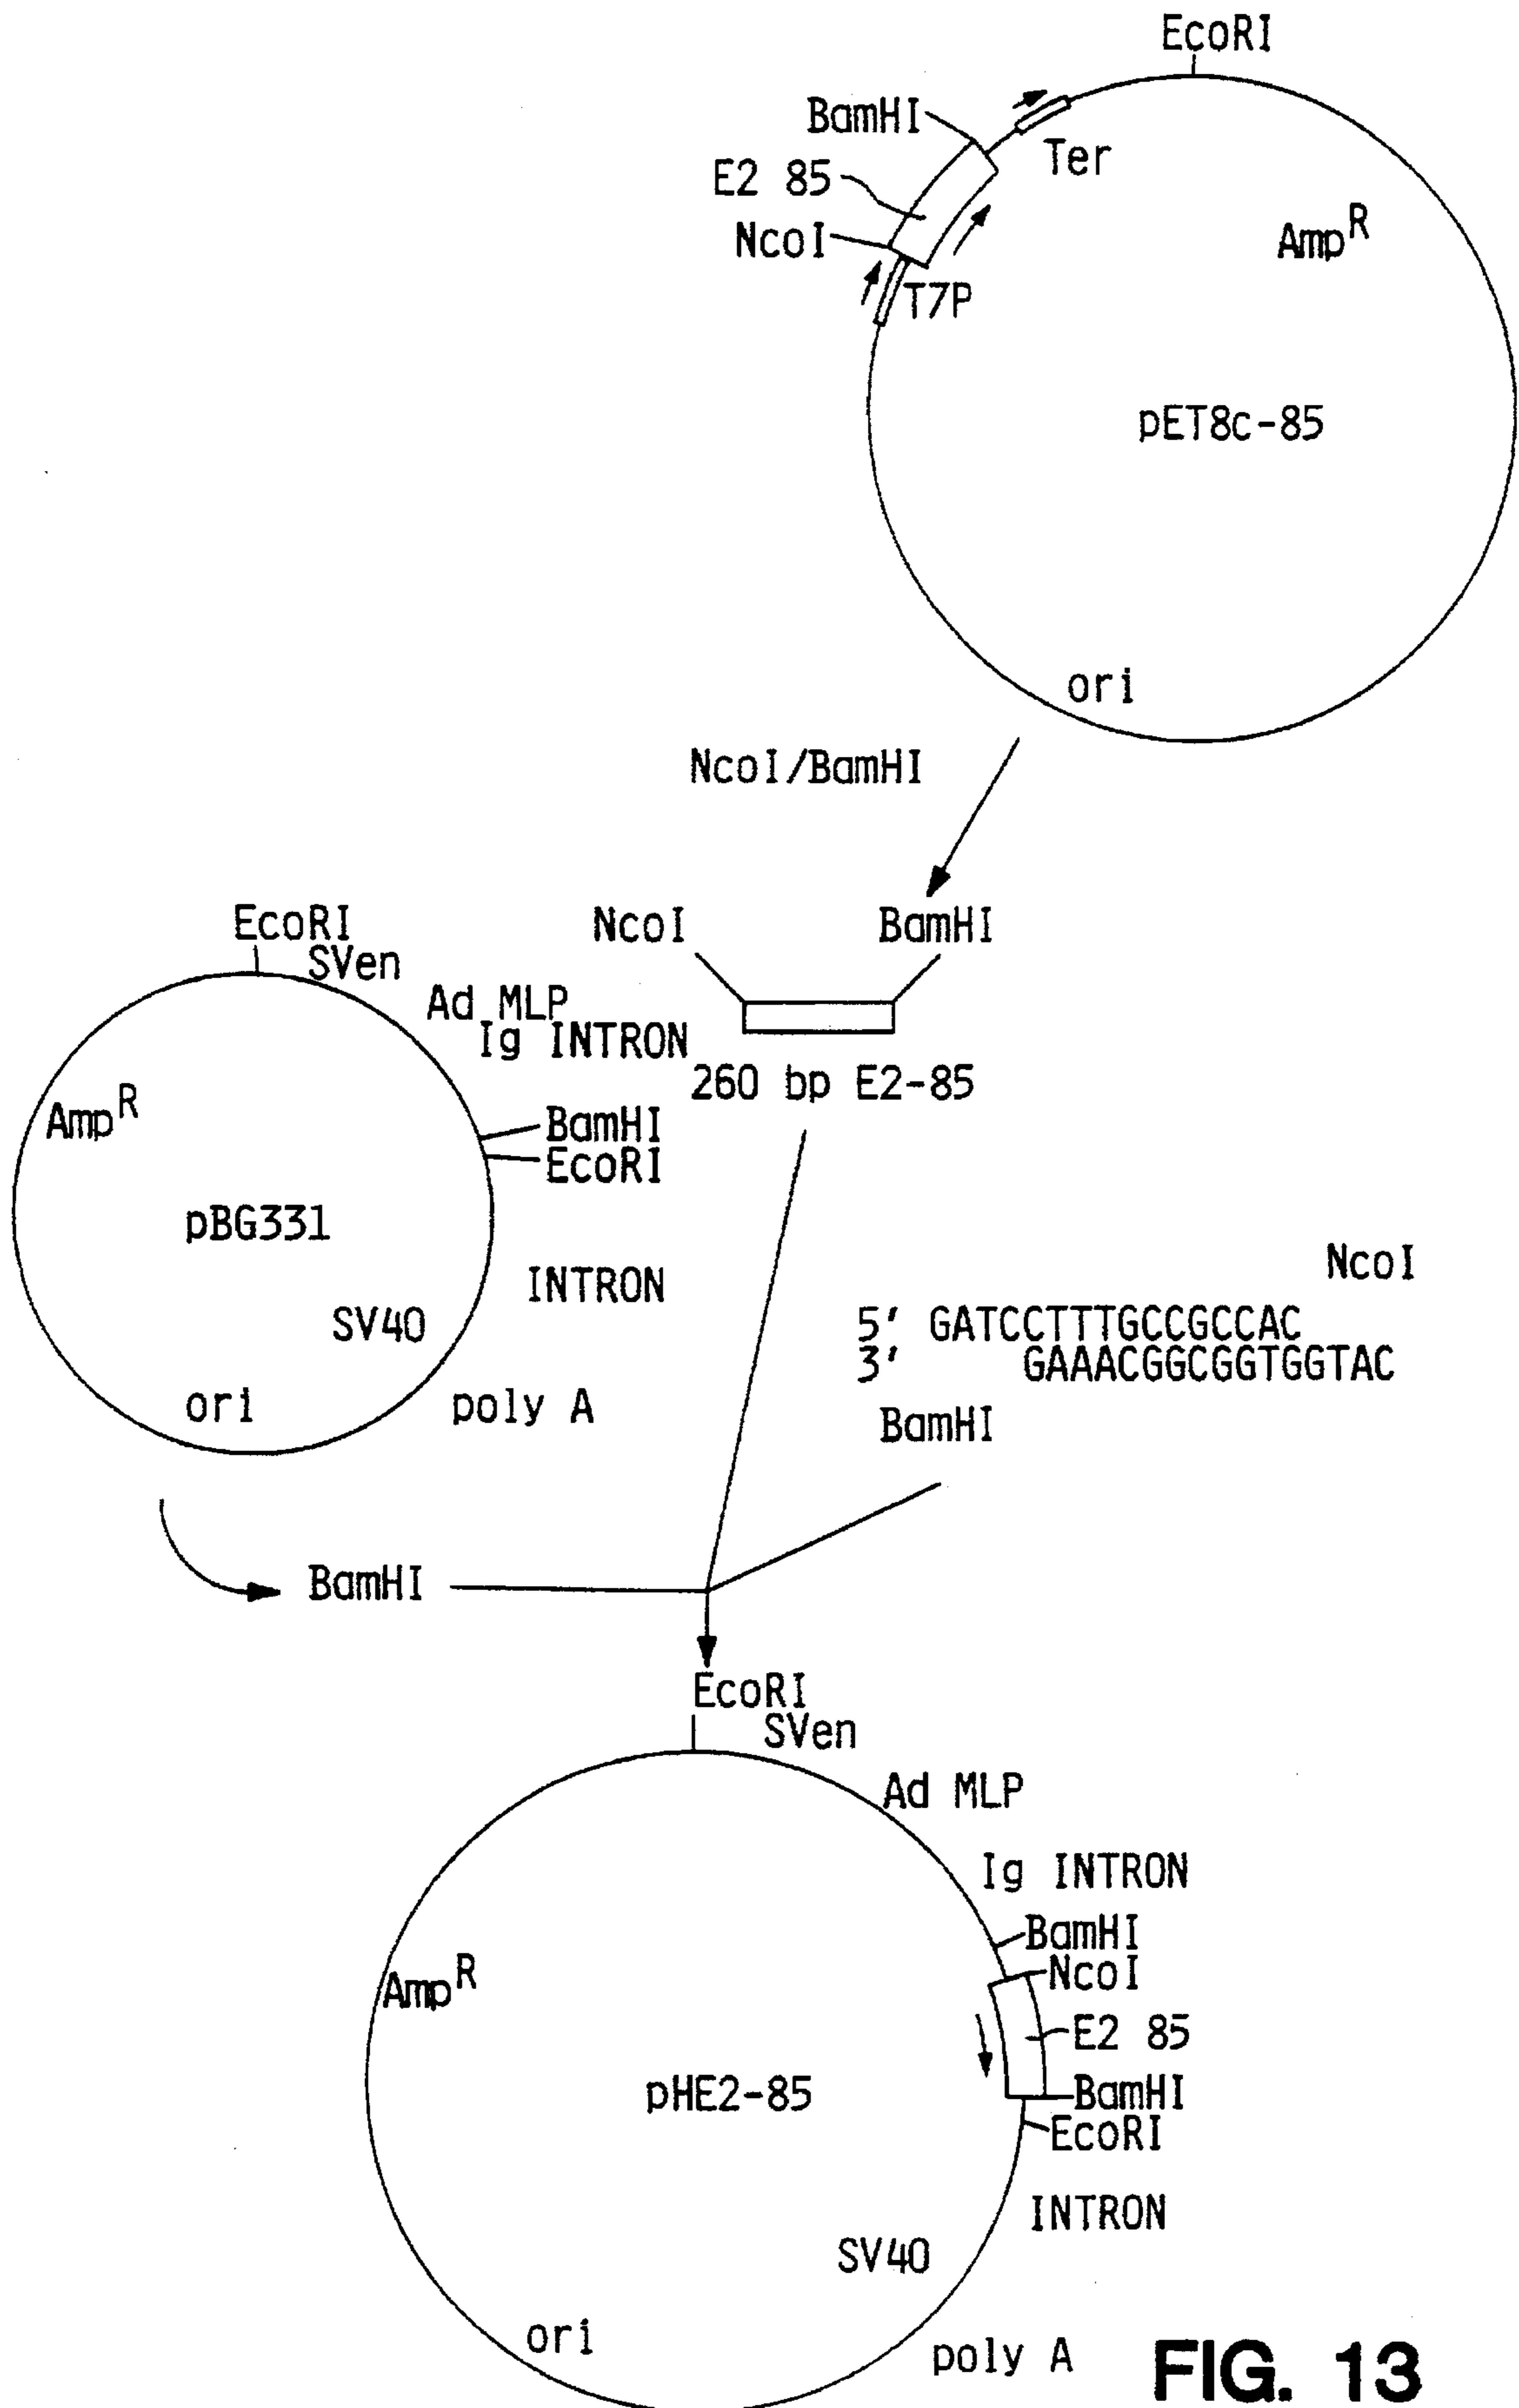 EcoRI
BamHI
Ter
E2 85
Amp^R
NcoI
T7P
pET8c-85
ori
NcoI/BamHI
EcoRI
SVen
NcoI
BamHI
Ad MLP
Ig INTRON
260 bp E2-85
Amp^R
BamHI
EcoRI
pBG331
INTRON
SV40
ori
poly A
NcoI
5' GATCCTTTGCCGCCAC
3' GAAACGGCGGTGGTAC
BamHI
BamHI
EcoRI
SVen
Ad MLP
Ig INTRON
BamHI
NcoI
Amp^R
E2 85
pHE2-85
BamHI
EcoRI
INTRON
SV40
ori
poly A
FIG. 13